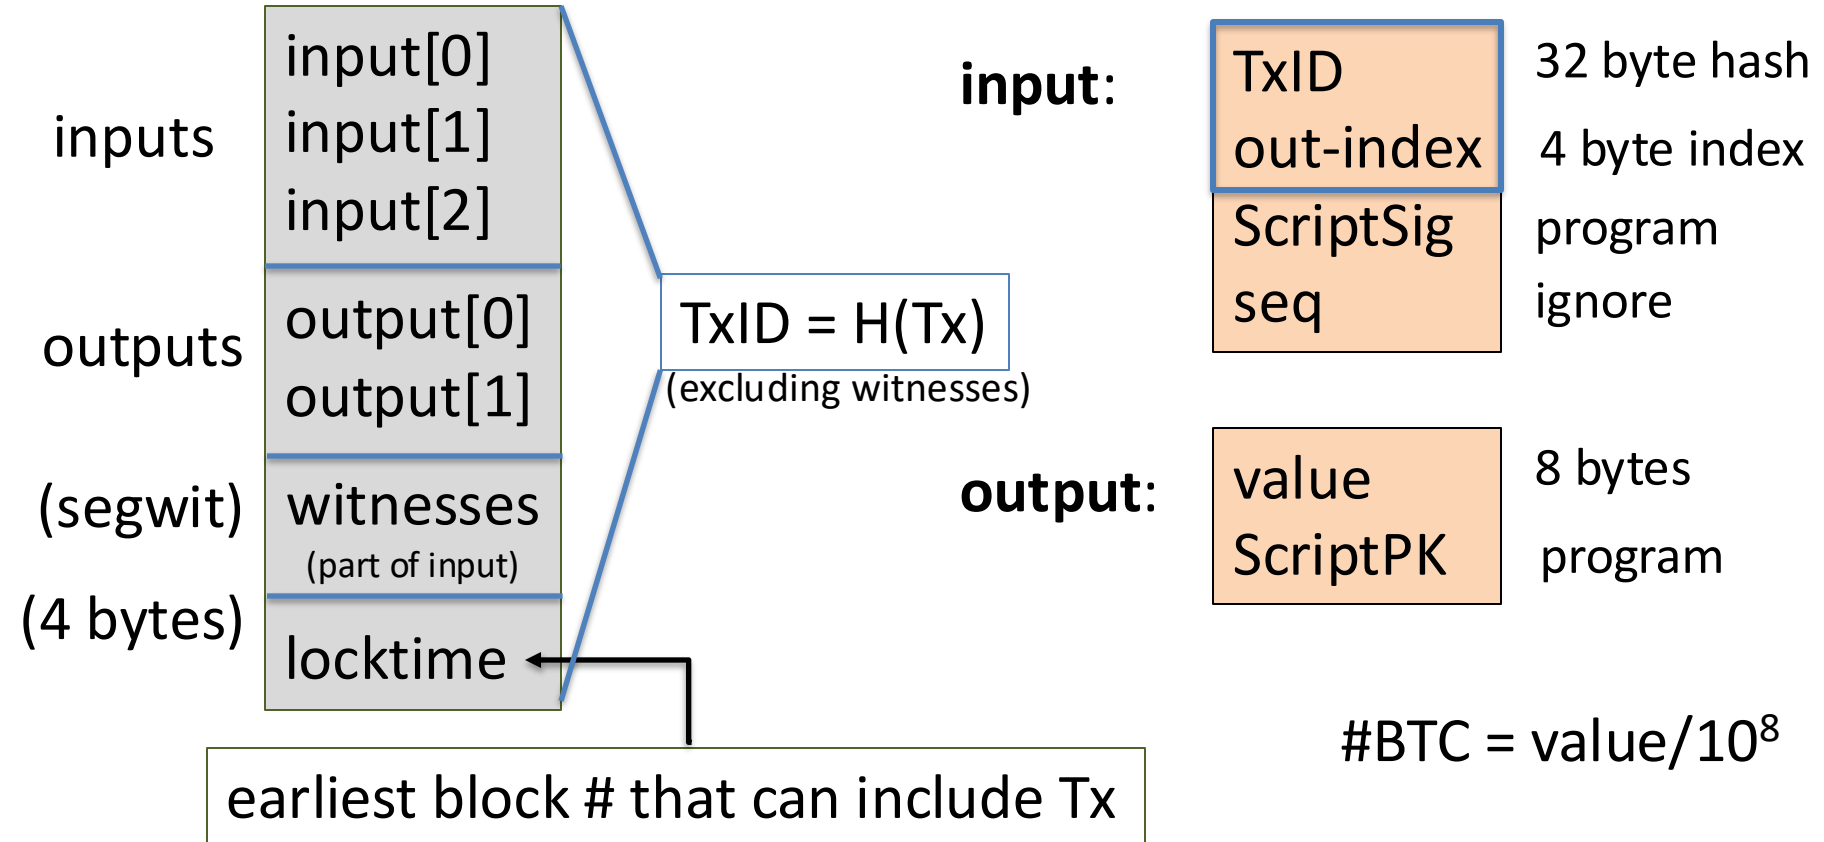 inputs
input[0]
input[1]
input[2]
outputs
output[0]
output[1]
(segwit)
witnesses
(part of input)
(4 bytes)
locktime
TxID = H(Tx)
(excluding witnesses)
earliest block # that can include Tx
input:
TxID 32 byte hash
out-index 4 byte index
ScriptSig program
seq ignore
output:
value 8 bytes
ScriptPK program
#BTC = value/10⁸